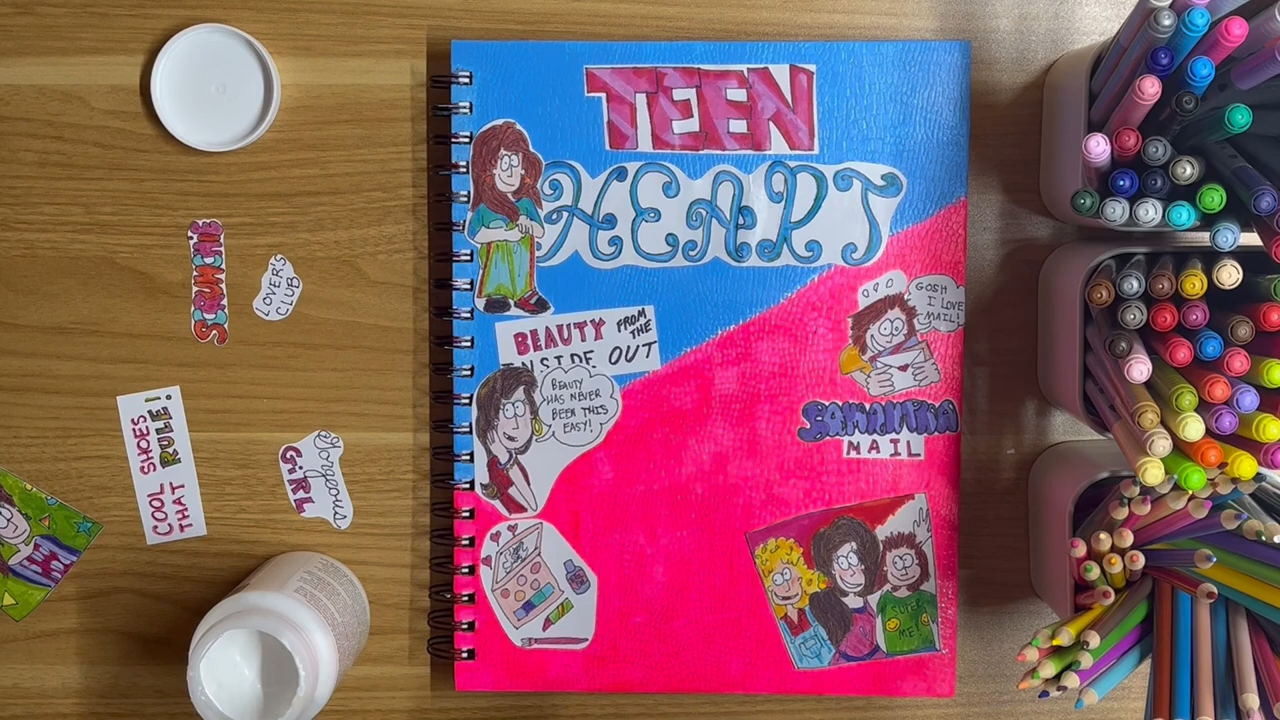 TEEN
HEART
BEAUTY FROM
THE
INSIDE OUT
BEAUTY
HAS NEVER
BEEN THIS
EASY!
GOSH
I LOVE
MAIL!
SAMANTHA
MAIL
SUPER
ME!
SCRUNCHIE
LOVER'S
CLUB
COOL SHOES
THAT RULE!
Gorgeous
GiRL